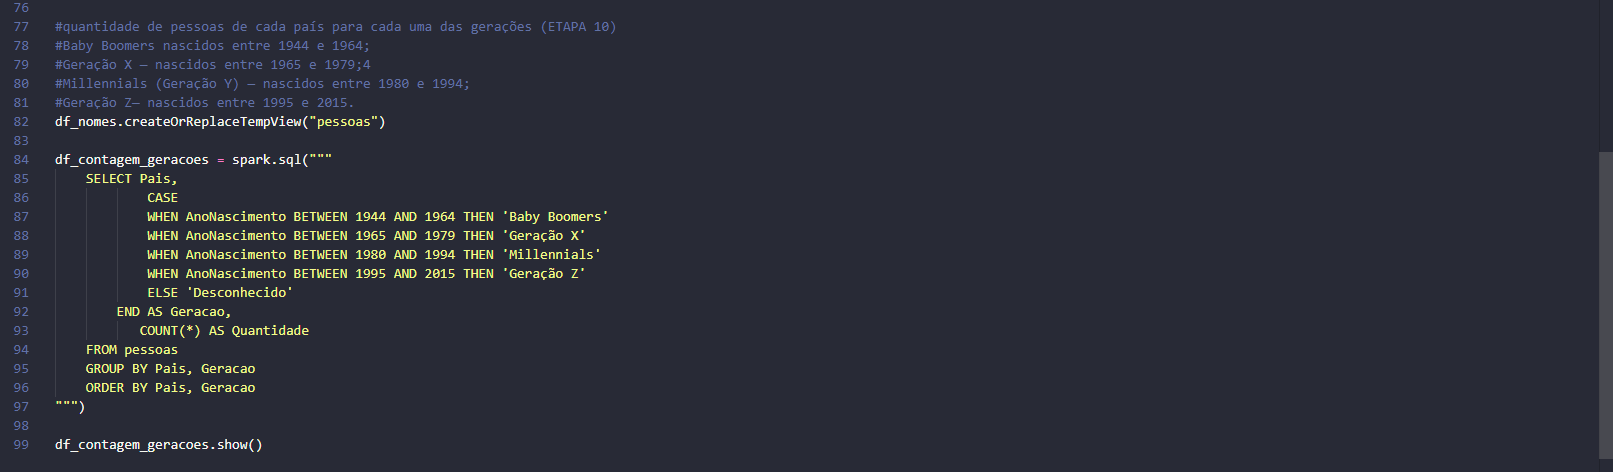 76
77 #quantidade de pessoas de cada país para cada uma das gerações (ETAPA 10)
78 #Baby Boomers nascidos entre 1944 e 1964;
79 #Geração X – nascidos entre 1965 e 1979;4
80 #Millennials (Geração Y) – nascidos entre 1980 e 1994;
81 #Geração Z– nascidos entre 1995 e 2015.
82 df_nomes.createOrReplaceTempView("pessoas")
83
84 df_contagem_geracoes = spark.sql("""
85     SELECT Pais,
86             CASE
87             WHEN AnoNascimento BETWEEN 1944 AND 1964 THEN 'Baby Boomers'
88             WHEN AnoNascimento BETWEEN 1965 AND 1979 THEN 'Geração X'
89             WHEN AnoNascimento BETWEEN 1980 AND 1994 THEN 'Millennials'
90             WHEN AnoNascimento BETWEEN 1995 AND 2015 THEN 'Geração Z'
91             ELSE 'Desconhecido'
92         END AS Geracao,
93            COUNT(*) AS Quantidade
94     FROM pessoas
95     GROUP BY Pais, Geracao
96     ORDER BY Pais, Geracao
97 """)
98
99 df_contagem_geracoes.show()